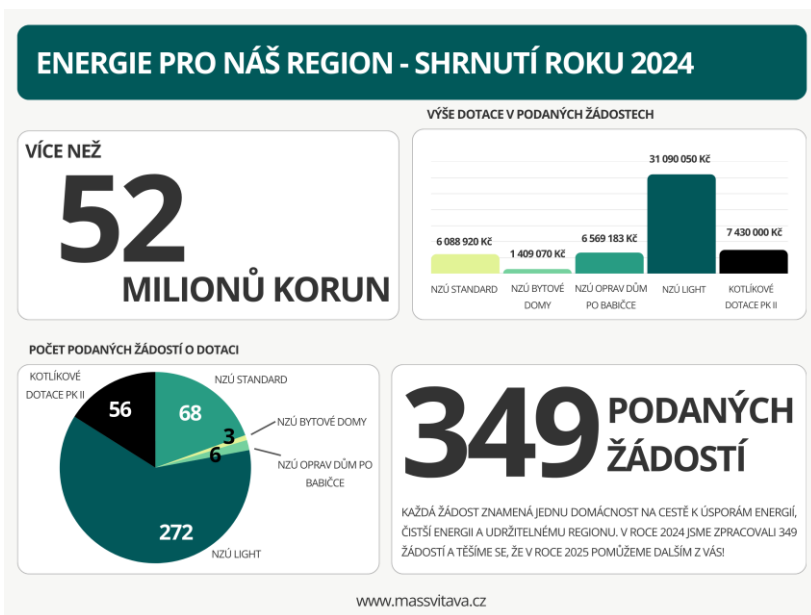 ENERGIE PRO NÁŠ REGION - SHRNUTÍ ROKU 2024
VÍCE NEŽ
52
MILIONŮ KORUN
VÝŠE DOTACE V PODANÝCH ŽÁDOSTECH
31 090 050 Kč
6 088 920 Kč
1 409 070 Kč
6 569 183 Kč
7 430 000 Kč
NZÚ STANDARD
NZÚ BYTOVÉ
DOMY
NZÚ OPRAV DŮM
PO BABIČCE
NZÚ LIGHT
KOTLÍKOVÉ
DOTACE PK II
POČET PODANÝCH ŽÁDOSTÍ O DOTACI
KOTLÍKOVÉ
DOTACE PK II
56
68
NZÚ STANDARD
3
NZÚ BYTOVÉ DOMY
6
NZÚ OPRAV DŮM PO
BABIČCE
272
NZÚ LIGHT
349
PODANÝCH
ŽÁDOSTÍ
KAŽDÁ ŽÁDOST ZNAMENÁ JEDNU DOMÁCNOST NA CESTĚ K ÚSPORÁM ENERGIÍ,
ČISTŠÍ ENERGII A UDRŽITELNÉMU REGIONU. V ROCE 2024 JSME ZPRACOVALI 349
ŽÁDOSTÍ A TĚŠÍME SE, ŽE V ROCE 2025 POMŮŽEME DALŠÍM Z VÁS!
www.massvitava.cz